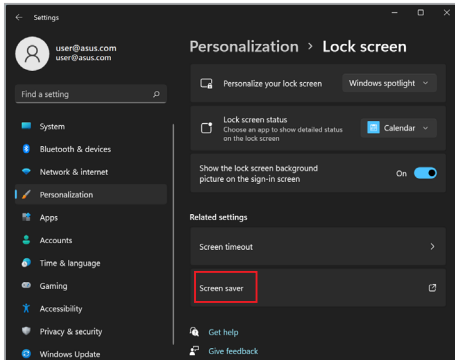 Settings
user@asus.com
user@asus.com
Find a setting
System
Bluetooth & devices
Network & internet
Personalization
Apps
Accounts
Time & language
Gaming
Accessibility
Privacy & security
Windows Update
Personalization > Lock screen
Personalize your lock screen
Windows spotlight
Lock screen status
Choose an app to show detailed status
on the lock screen
Calendar
Show the lock screen background
picture on the sign-in screen
On
Related settings
Screen timeout
Screen saver
Get help
Give feedback